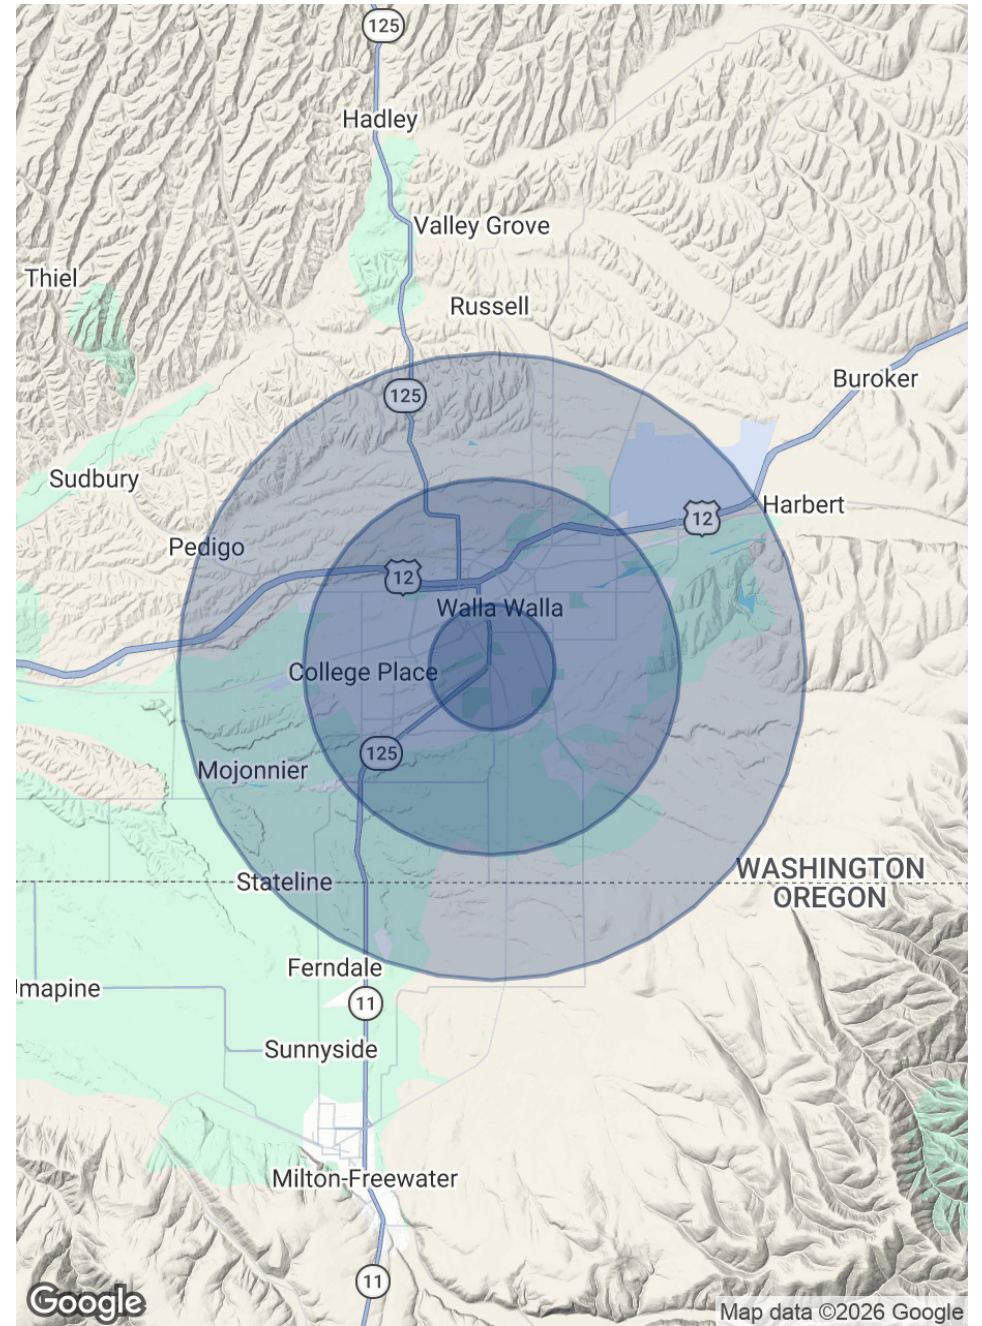 125
Hadley
Valley Grove
Thiel
Russell
Buroker
125
Sudbury
Harbert
12
Pedigo
12
Walla Walla
College Place
125
Mojonnier
WASHINGTON
Stateline
OREGON
Ferndale
mapine
11
Sunnyside
Milton-Freewater
11
Google
Map data ©2026 Google